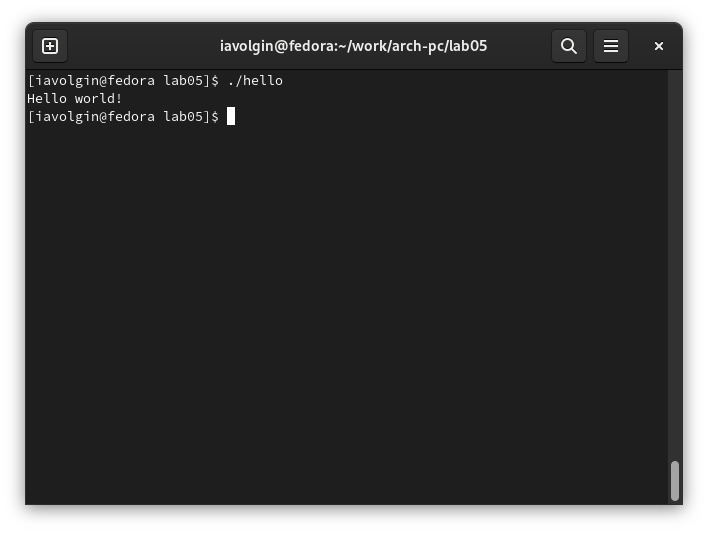 iavolgin@fedora:~/work/arch-pc/lab05
[iavolgin@fedora lab05]$ ./hello
Hello world!
[iavolgin@fedora lab05]$